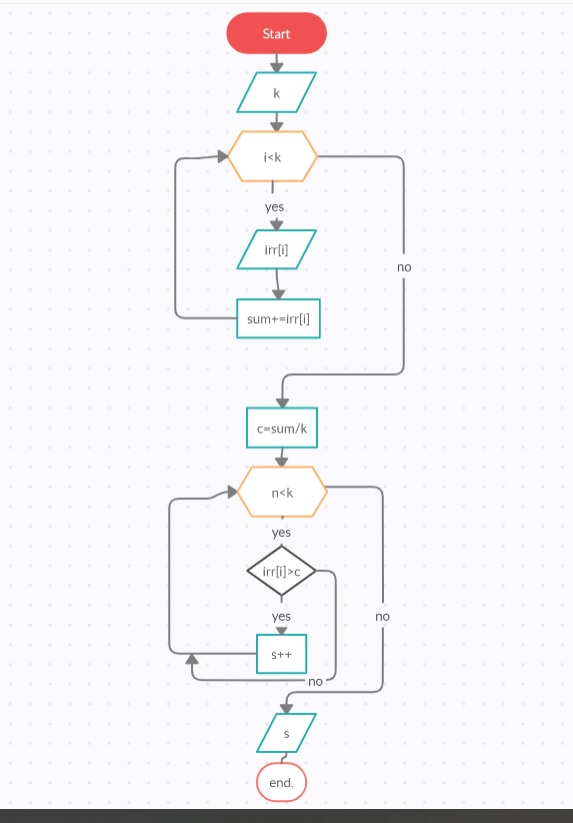 Start
k
i<k
yes
irr[i]
no
sum+=irr[i]
c=sum/k
n<k
yes
irr[i]>c
yes
no
s++
no
s
end.